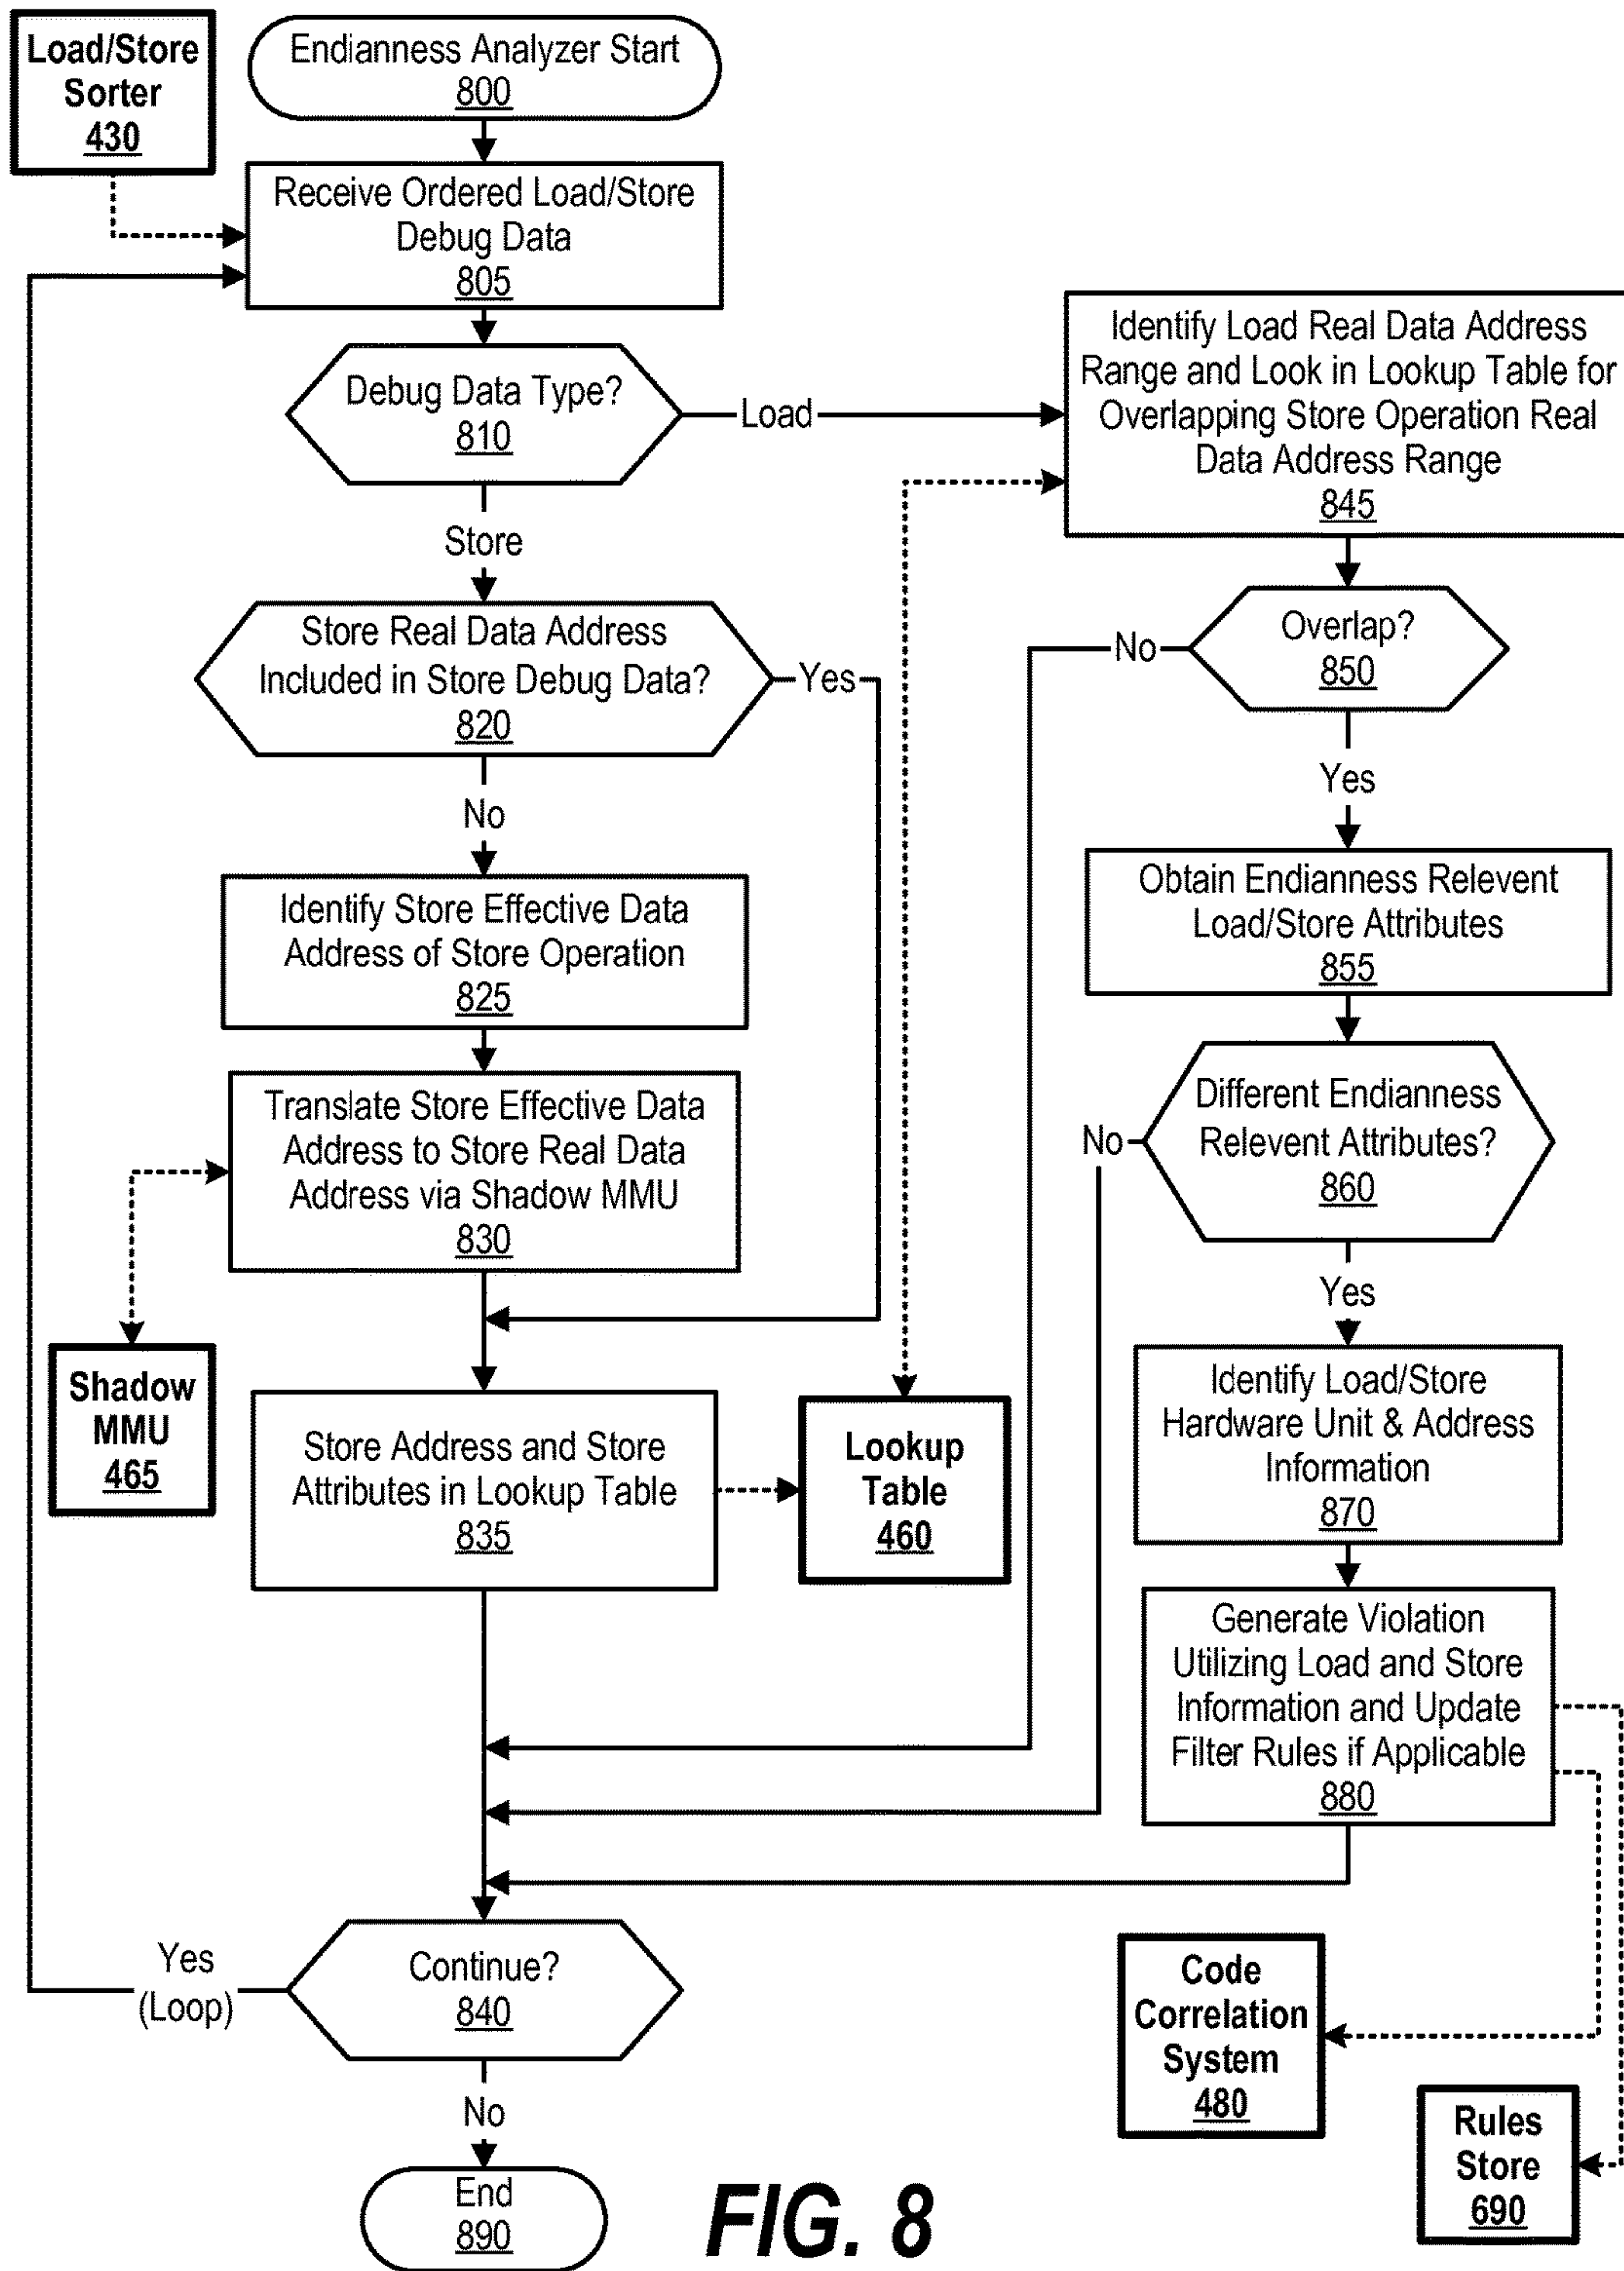 Load/Store
Sorter
430
Endianness Analyzer Start
800
Receive Ordered Load/Store
Debug Data
805
Debug Data Type?
810
Load
Store
Identify Load Real Data Address
Range and Look in Lookup Table for
Overlapping Store Operation Real
Data Address Range
845
Store Real Data Address
Included in Store Debug Data?
820
Yes
No
Overlap?
850
No
Yes
Identify Store Effective Data
Address of Store Operation
825
Obtain Endianness Relevent
Load/Store Attributes
855
Translate Store Effective Data
Address to Store Real Data
Address via Shadow MMU
830
Different Endianness
Relevent Attributes?
860
No
Yes
Shadow
MMU
465
Store Address and Store
Attributes in Lookup Table
835
Lookup
Table
460
Identify Load/Store
Hardware Unit & Address
Information
870
Generate Violation
Utilizing Load and Store
Information and Update
Filter Rules if Applicable
880
Continue?
840
Yes
(Loop)
No
Code
Correlation
System
480
Rules
Store
690
End
890
FIG. 8